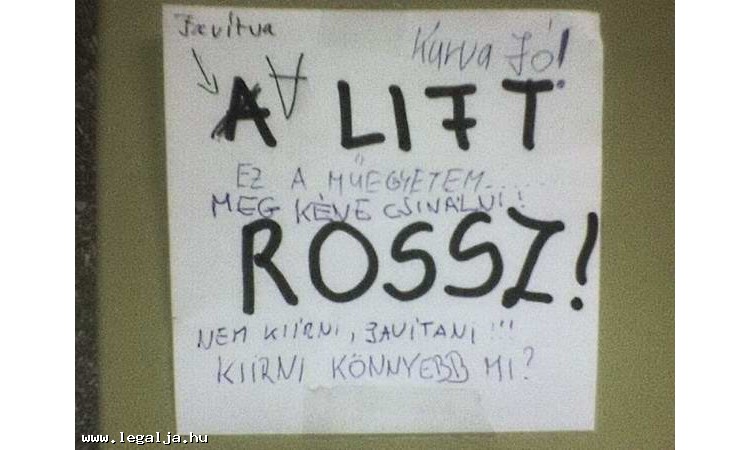 Javítva
Kurva Jó!
A ∀ LIFT
EZ A MŰEGYETEM.....
MEG KÉNE CSINÁLNI!
ROSSZ!
NEM KIÍRNI, JAVÍTANI!!!
KIÍRNI KÖNNYEBB MI?
www.legalja.hu